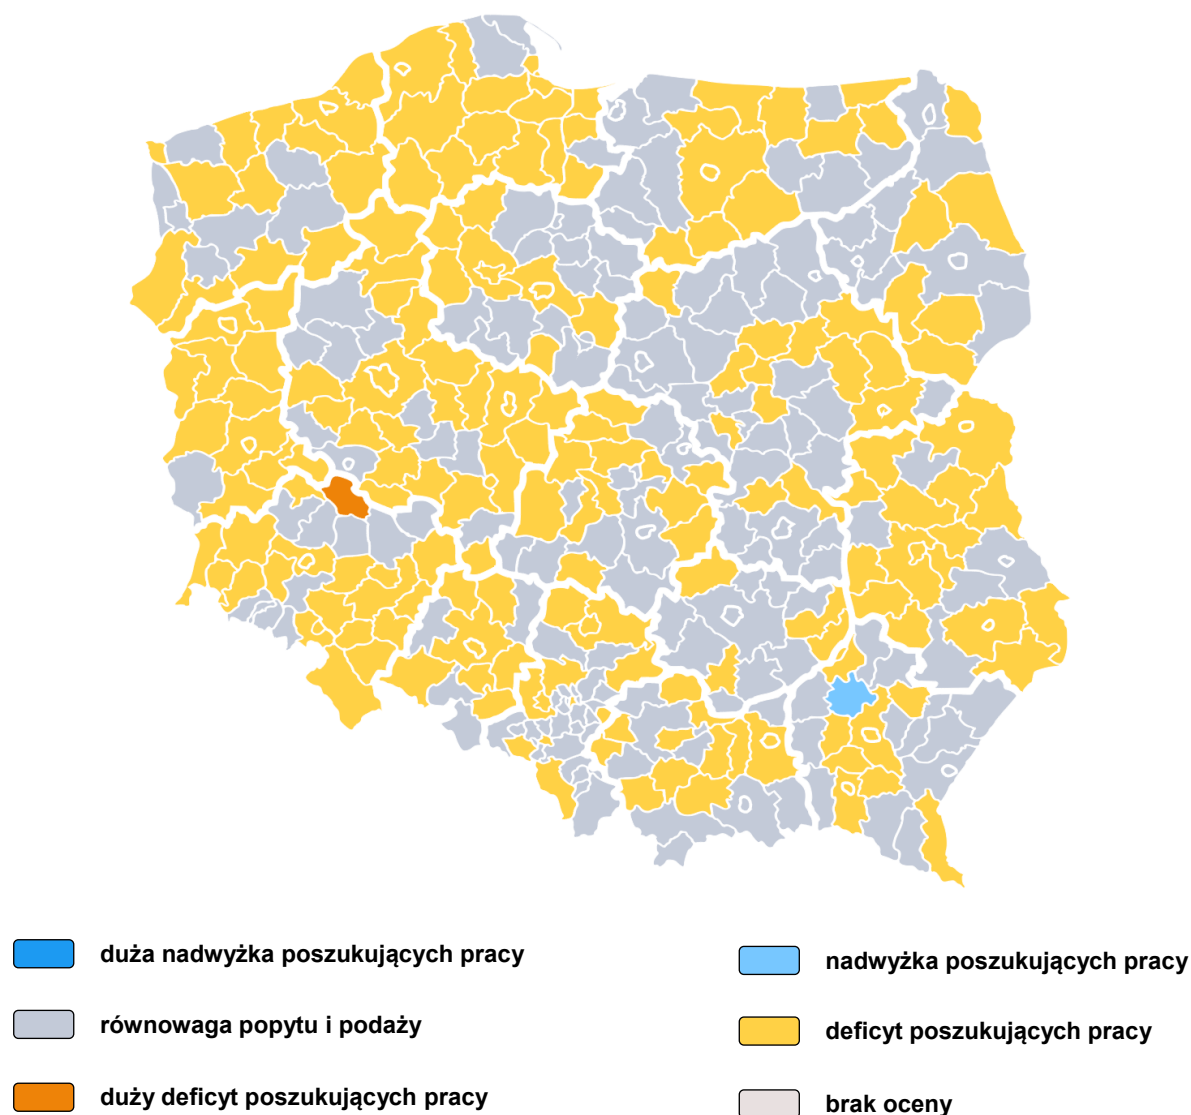 duża nadwyżka poszukujących pracy
nadwyżka poszukujących pracy
równowaga popytu i podaży
deficyt poszukujących pracy
duży deficyt poszukujących pracy
brak oceny